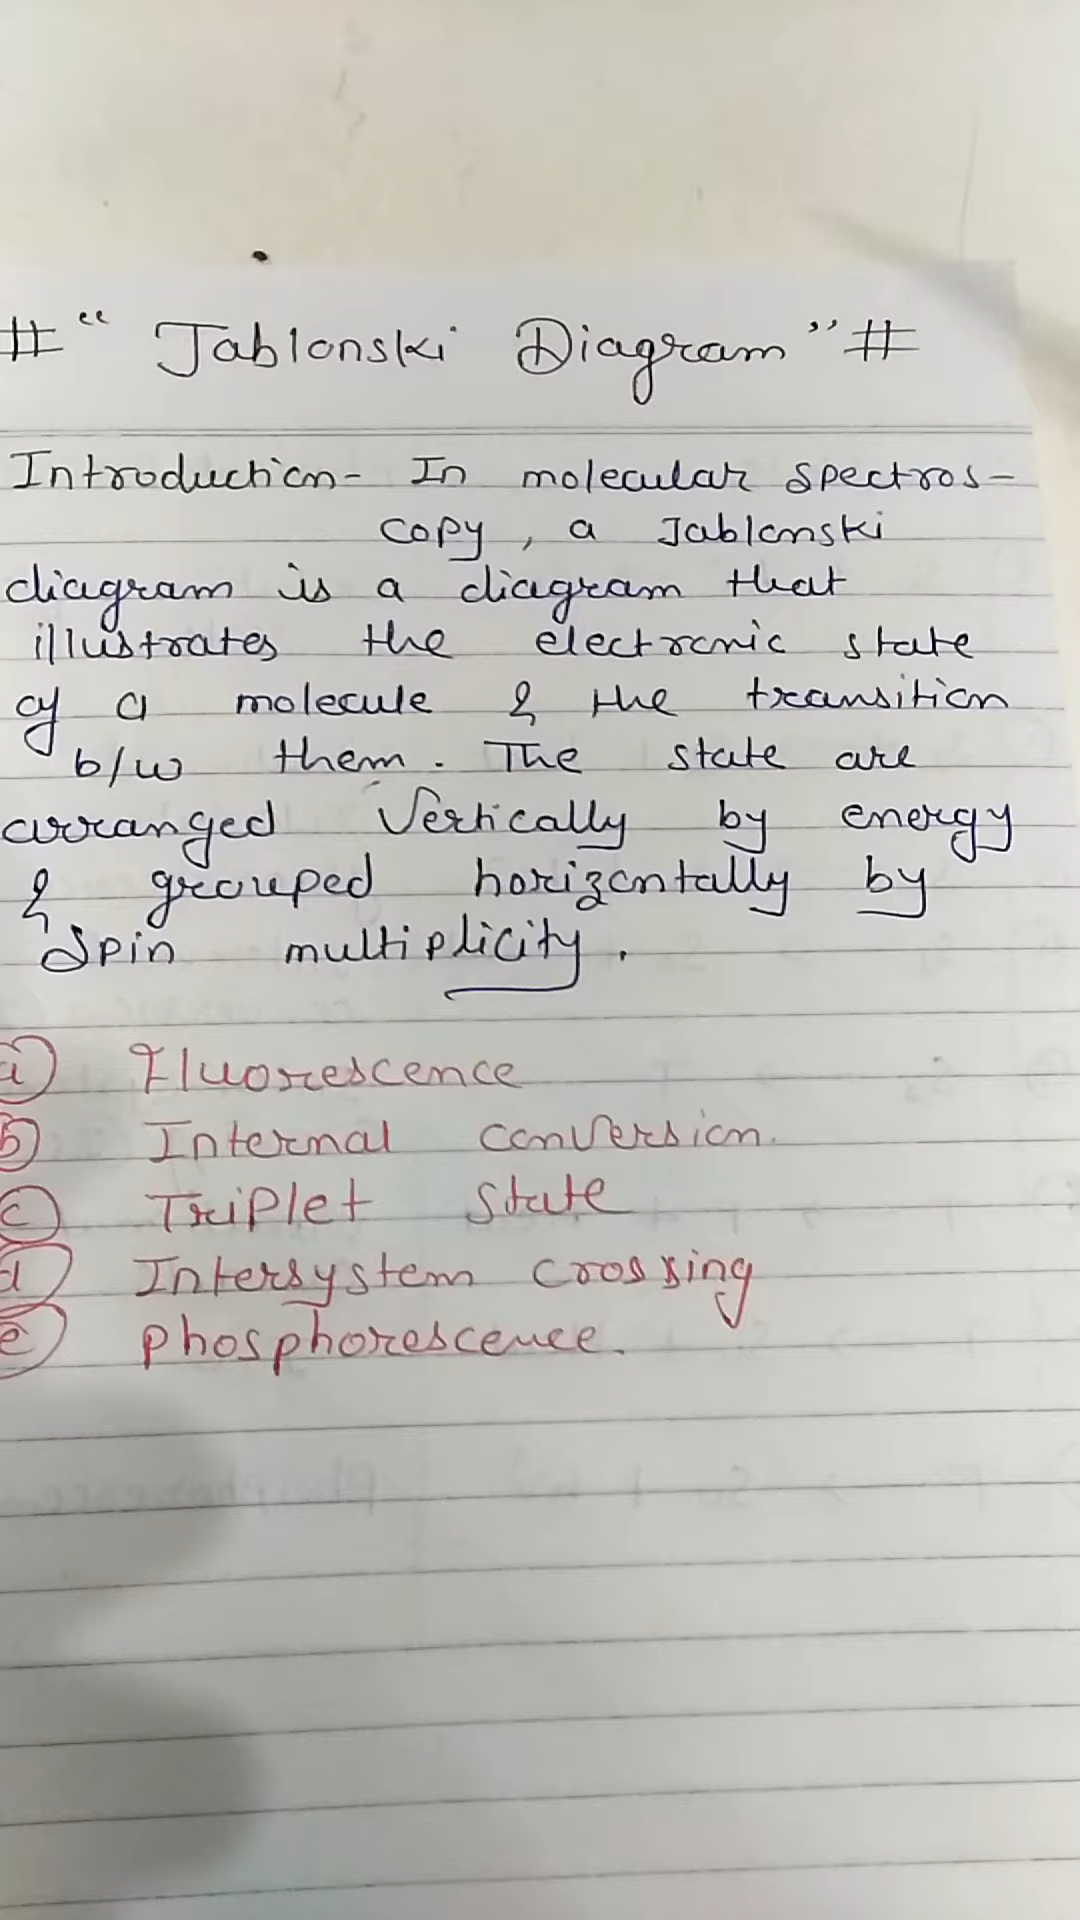 # “ Jablonski Diagram ” #
Introduction- In molecular spectros-
copy, a Jablonski
diagram is a diagram that
illustrates the electronic state
of a molecule & the transition
b/w them. The state are
arranged vertically by energy
& grouped horizontally by
spin multiplicity.
a) Fluorescence
b) Internal conversion.
c) Triplet state
d) Intersystem crossing
e) Phosphorescence.